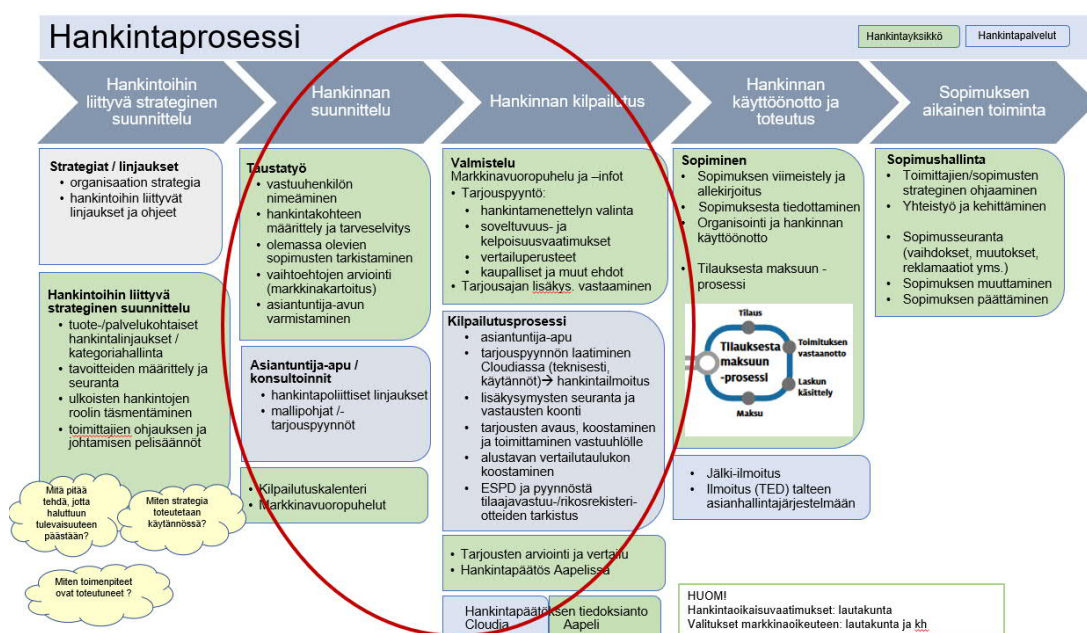 Hankintaprosessi
Hankintayksikkö
Hankintapalvelut
Hankintoihin
liittyvä strateginen
suunnittelu
Hankinnan
suunnittelu
Hankinnan kilpailutus
Hankinnan
käyttöönotto ja
toteutus
Sopimuksen
aikainen toiminta
Strategiat / linjaukset
• organisaation strategia
• hankintoihin liittyvät
linjaukset ja ohjeet
Hankintoihin liittyvä
strateginen suunnittelu
• tuote-/palvelukohtaiset
hankintalinjaukset /
kategoriahallinta
• tavoitteiden määrittely ja
seuranta
• ulkoisten hankintojen
roolin täsmentäminen
• toimittajien ohjauksen ja
johtamisen pelisäännöt
Mitä pitää
tehdä, jotta
haluttuun
tulevaisuuteen
päästään?
Miten strategia
toteutetaan
käytännössä?
Miten toimenpiteet
ovat toteutuneet ?
Taustatyö
• vastuuhenkilön
nimeäminen
• hankintakohteen
määrittely ja tarveselvitys
• olemassa olevien
sopimusten tarkistaminen
• vaihtoehtojen arviointi
(markkinakartoitus)
• asiantuntija-avun
varmistaminen
Asiantuntija-apu /
konsultoinnit
• hankintapoliittiset linjaukset
• mallipohjat /-
tarjouspyynnöt
• Kilpailutuskalenteri
• Markkinavuoropuhelut
Valmistelu
Markkinavuoropuhelu ja –infot
• Tarjouspyyntö:
• hankintamenettelyn valinta
• soveltuvuus- ja
kelpoisuusvaatimukset
• vertailuperusteet
• kaupalliset ja muut ehdot
• Tarjousajan lisäkys. vastaaminen
Kilpailutusprosessi
• asiantuntija-apu
• tarjouspyynnön laatiminen
Cloudiassa (teknisesti,
käytännöt)→ hankintailmoitus
• lisäkysymysten seuranta ja
vastausten koonti
• tarjousten avaus, koostaminen
ja toimittaminen vastuuhlölle
• alustavan vertailutaulukon
koostaminen
• ESPD ja pyynnöstä
tilaajavastuu-/rikosrekisteri-
otteiden tarkistus
• Tarjousten arviointi ja vertailu
• Hankintapäätös Aapelissa
Hankintapäätöksen tiedoksianto
Cloudia Aapeli
Sopiminen
• Sopimuksen viimeistely ja
allekirjoitus
• Sopimuksesta tiedottaminen
• Organisointi ja hankinnan
käyttöönotto
• Tilauksesta maksuun -
prosessi
Tilaus
Tilauksesta
maksuun
-prosessi
Toimituksen
vastaanotto
Laskun
käsittely
Maksu
• Jälki-ilmoitus
• Ilmoitus (TED) talteen
asianhallintajärjestelmään
Sopimushallinta
• Toimittajien/sopimusten
strateginen ohjaaminen
• Yhteistyö ja kehittäminen
• Sopimusseuranta
(vaihdokset, muutokset,
reklamaatiot yms.)
• Sopimuksen muuttaminen
• Sopimuksen päättäminen
HUOM!
Hankintaoikaisuvaatimukset: lautakunta
Valitukset markkinaoikeuteen: lautakunta ja kh